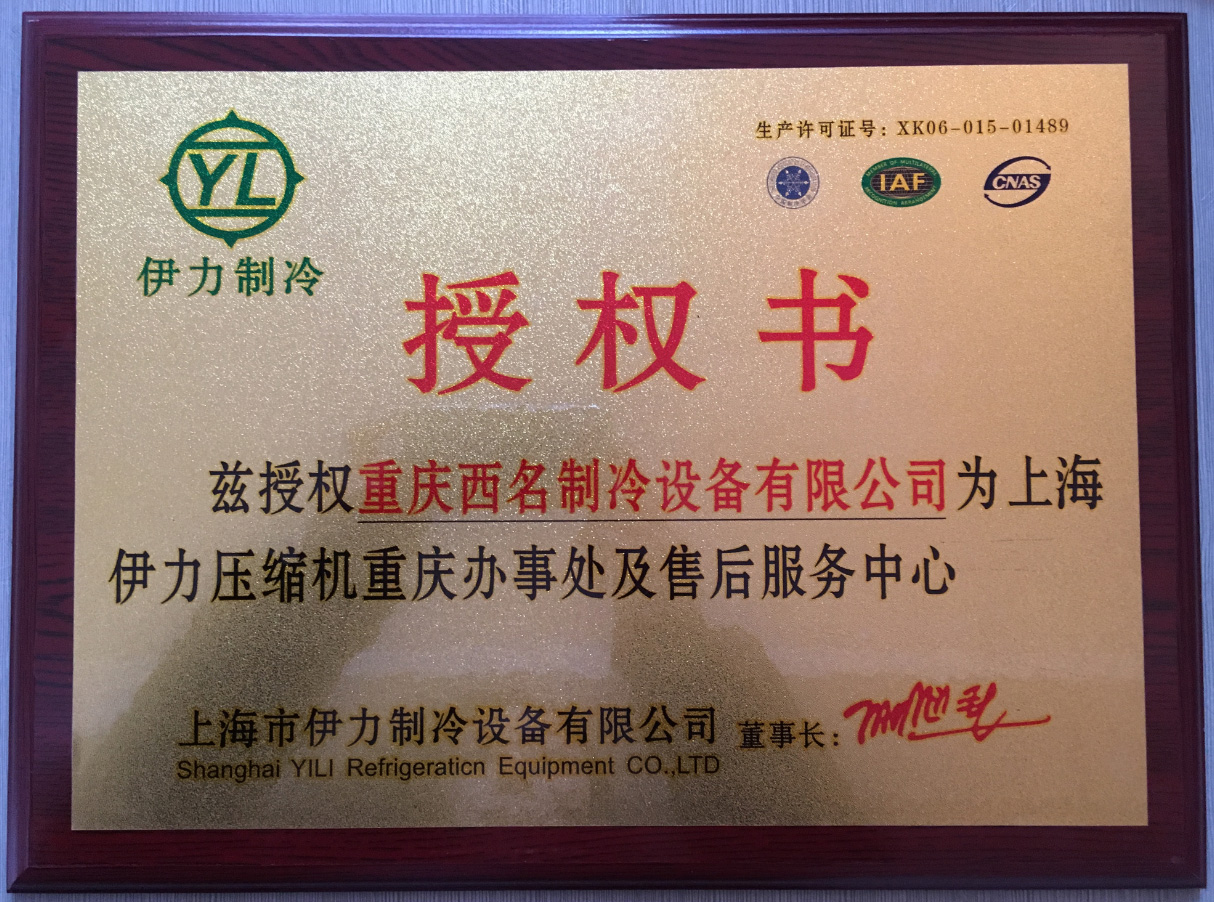 生产许可证号：XK06-015-01489
YL
IAF
CNAS
伊力制冷
授权书
兹授权重庆西名制冷设备有限公司为上海
伊力压缩机重庆办事处及售后服务中心
上海市伊力制冷设备有限公司 董事长：
Shanghai YILI Refrigeraticn Equipment CO.,LTD